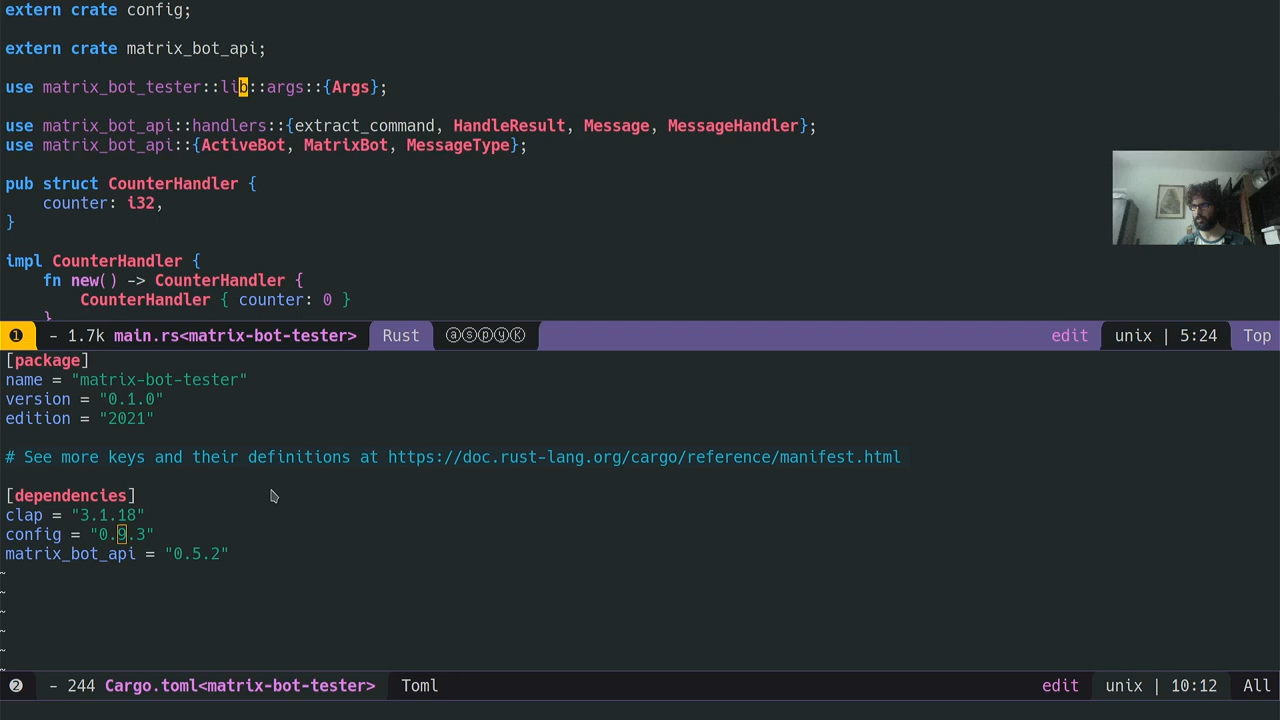 extern crate config;
extern crate matrix_bot_api;
use matrix_bot_tester::lib::args::{Args};
use matrix_bot_api::handlers::{extract_command, HandleResult, Message, MessageHandler};
use matrix_bot_api::{ActiveBot, MatrixBot, MessageType};
pub struct CounterHandler {
    counter: i32,
}
impl CounterHandler {
    fn new() -> CounterHandler {
        CounterHandler { counter: 0 }
    }
❶ - 1.7k main.rs<matrix-bot-tester> Rust ⓐⓢⓟⓨⓀ edit unix | 5:24 Top
[package]
name = "matrix-bot-tester"
version = "0.1.0"
edition = "2021"
# See more keys and their definitions at https://doc.rust-lang.org/cargo/reference/manifest.html
[dependencies]
clap = "3.1.18"
config = "0.9.3"
matrix_bot_api = "0.5.2"
~
~
~
~
~
~
❷ - 244 Cargo.toml<matrix-bot-tester> Toml edit unix | 10:12 All